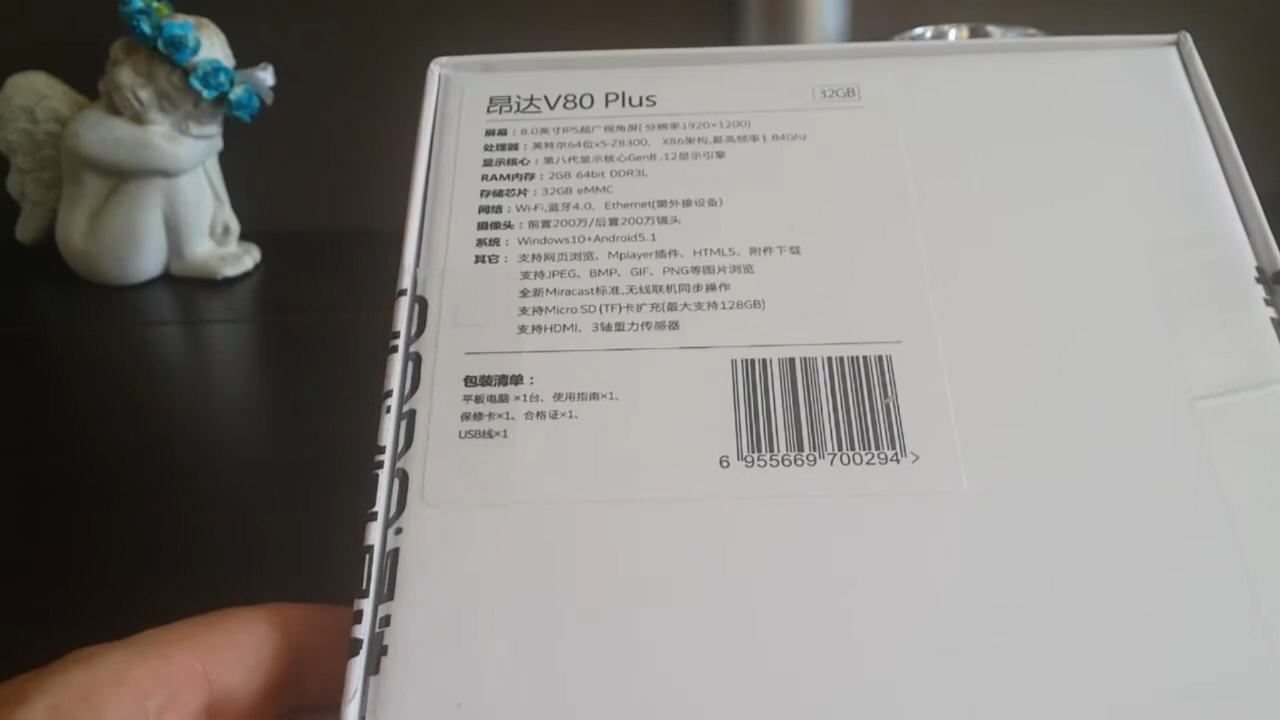 昂达V80 Plus
32GB
屏幕：8.0英寸IPS超广视角屏(分辨率1920×1200)
处理器：英特尔64位x5-Z8300、 X86架构,最高频率1.84Ghz
显示核心：第八代显示核心Gen8 ,12显示引擎
RAM内存：2GB 64bit DDR3L
存储芯片：32GB eMMC
网络：Wi-Fi,蓝牙4.0、 Ethernet(需外接设备)
摄像头：前置200万/后置200万镜头
系统：Windows10+Android5.1
其它：支持网页浏览、Mplayer插件、HTML5、附件下载
支持JPEG、BMP、GIF、PNG等图片浏览
全新Miracast标准,无线联机同步操作
支持Micro SD(TF)卡扩充(最大支持128GB)
支持HDMI、3轴重力传感器
包装清单：
平板电脑 ×1台、使用指南×1、
保修卡×1、合格证×1、
USB线×1
6 955669 700294 >